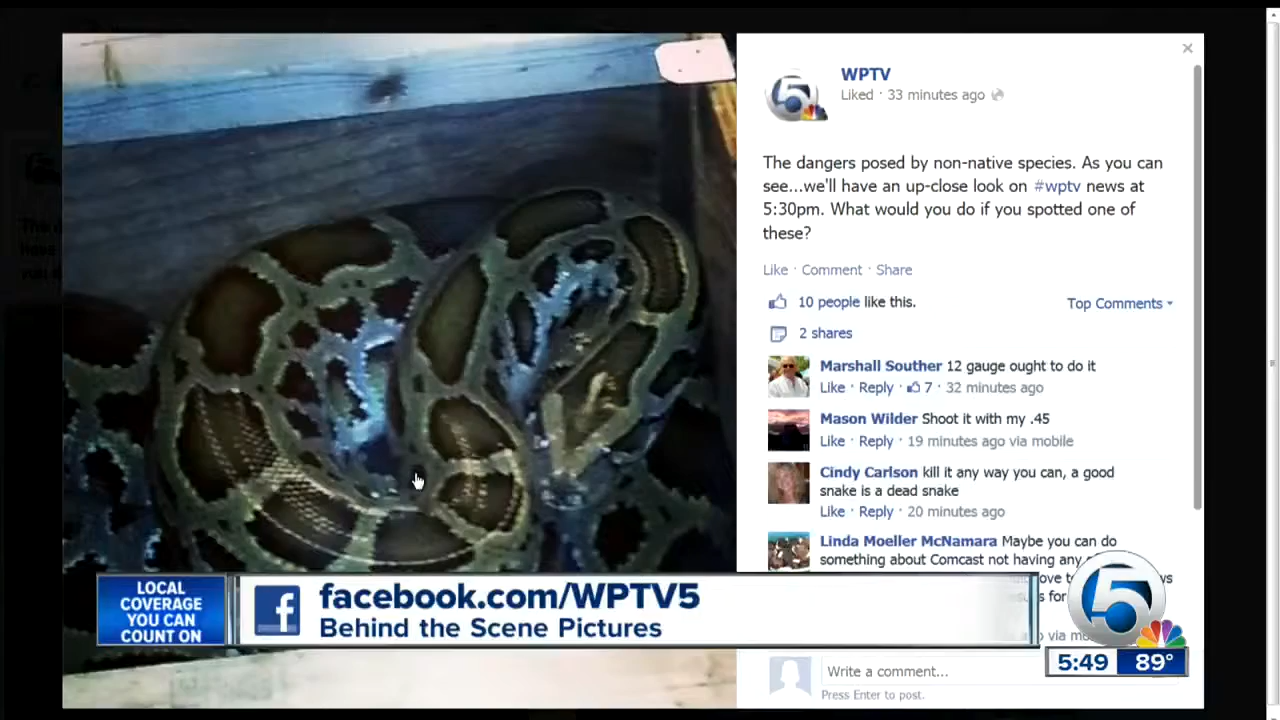 WPTV
Liked · 33 minutes ago
The dangers posed by non-native species. As you can
see...we'll have an up-close look on #wptv news at
5:30pm. What would you do if you spotted one of
these?
Like · Comment · Share
10 people like this.
Top Comments
2 shares
Marshall Souther 12 gauge ought to do it
Like · Reply · 7 · 32 minutes ago
Mason Wilder Shoot it with my .45
Like · Reply · 19 minutes ago via mobile
Cindy Carlson kill it any way you can, a good
snake is a dead snake
Like · Reply · 20 minutes ago
Linda Moeller McNamara Maybe you can do
something about Comcast not having any
LOCAL
COVERAGE
YOU CAN
COUNT ON
f
facebook.com/WPTV5
Behind the Scene Pictures
5
5:49 89°
Write a comment...
Press Enter to post.